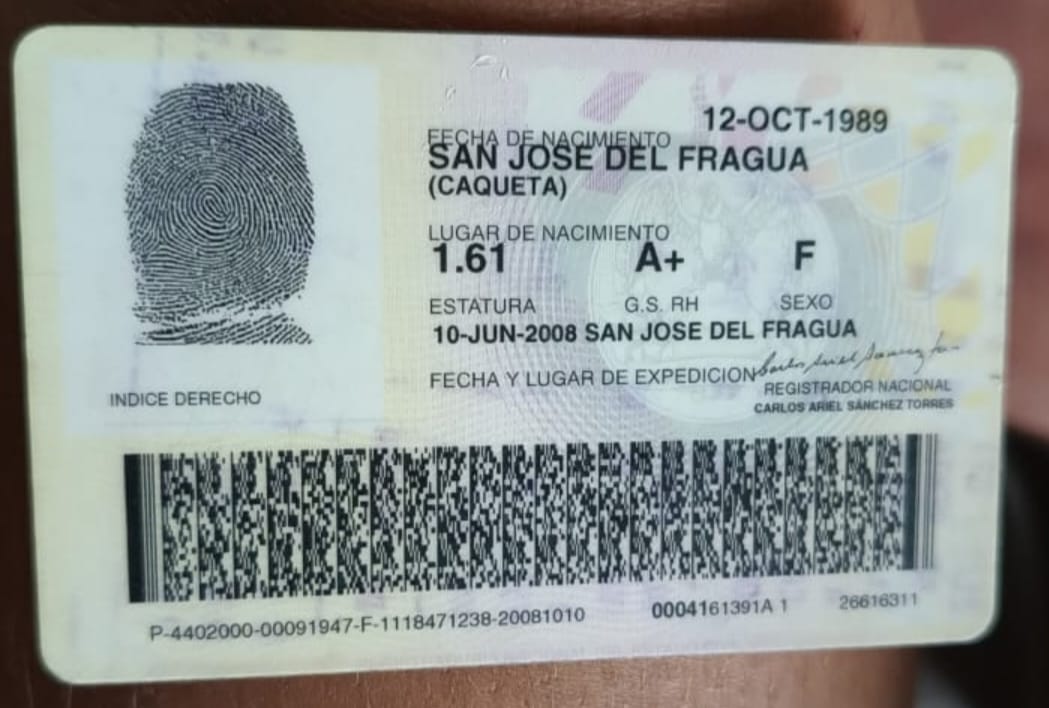 12-OCT-1989
FECHA DE NACIMIENTO
SAN JOSE DEL FRAGUA
(CAQUETA)
LUGAR DE NACIMIENTO
1.61 A+ F
ESTATURA G.S. RH SEXO
10-JUN-2008 SAN JOSE DEL FRAGUA
FECHA Y LUGAR DE EXPEDICION
REGISTRADOR NACIONAL
CARLOS ARIEL SÁNCHEZ TORRES
INDICE DERECHO
P-4402000-00091947-F-1118471238-20081010 0004161391A 1 26616311